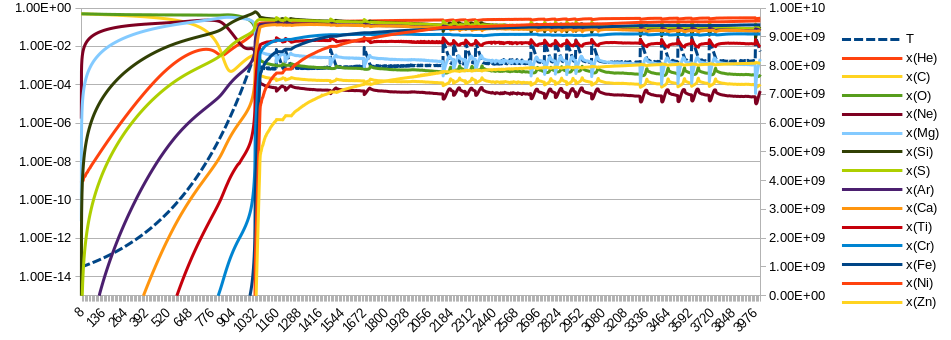 1.00E+00
1.00E-02
1.00E-04
1.00E-06
1.00E-08
1.00E-10
1.00E-12
1.00E-14
1.00E+10
9.00E+09
8.00E+09
7.00E+09
6.00E+09
5.00E+09
4.00E+09
3.00E+09
2.00E+09
1.00E+09
0.00E+00
8 136 264 392 520 648 776 904 1032 1160 1288 1416 1544 1672 1800 1928 2056 2184 2312 2440 2568 2696 2824 2952 3080 3208 3336 3464 3592 3720 3848 3976
T
x(He)
x(C)
x(O)
x(Ne)
x(Mg)
x(Si)
x(S)
x(Ar)
x(Ca)
x(Ti)
x(Cr)
x(Fe)
x(Ni)
x(Zn)